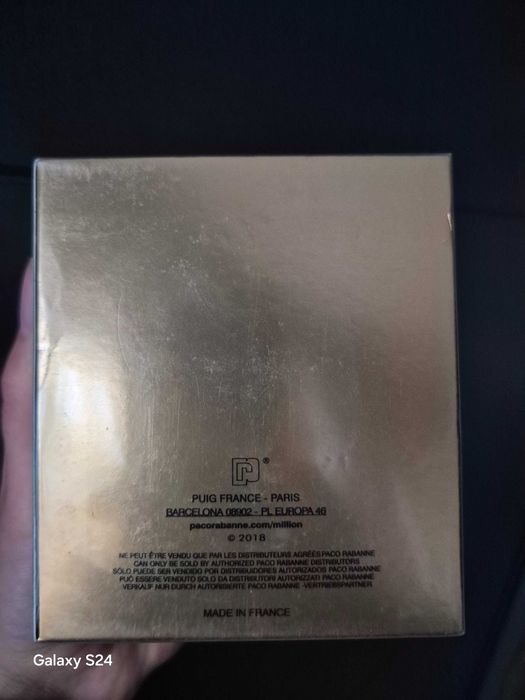 ®
PUIG FRANCE - PARIS
BARCELONA 08902 - PL EUROPA 46
pacorabanne.com/million
© 2018
NE PEUT ÊTRE VENDU QUE PAR LES DISTRIBUTEURS AGRÉES PACO RABANNE
CAN ONLY BE SOLD BY AUTHORIZED PACO RABANNE DISTRIBUTORS
SÓLO PUEDE SER VENDIDO POR DISTRIBUIDORES AUTORIZADOS PACO RABANNE
PUÒ ESSERE VENDUTO SOLO DA DISTRIBUTORI AUTORIZZATI PACO RABANNE
VERKAUF NUR DURCH AUTORISIERTE PACO RABANNE -VERTRIEBSPARTNER
MADE IN FRANCE
Galaxy S24